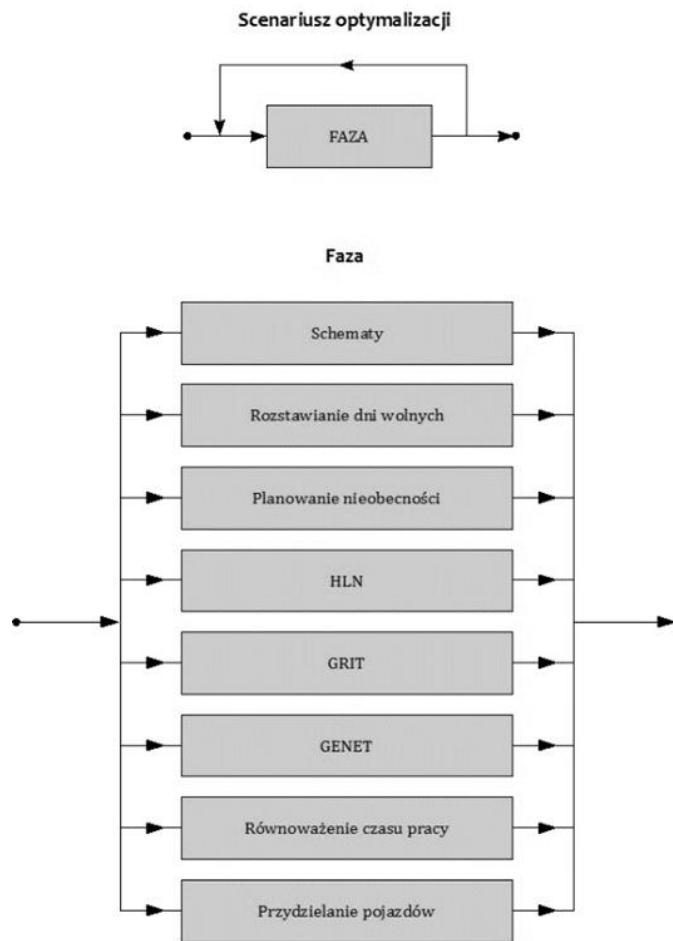 Scenariusz optymalizacji
FAZA
Faza
Schematy
Rozstawianie dni wolnych
Planowanie nieobecności
HLN
GRIT
GENET
Równoważenie czasu pracy
Przydzielanie pojazdów